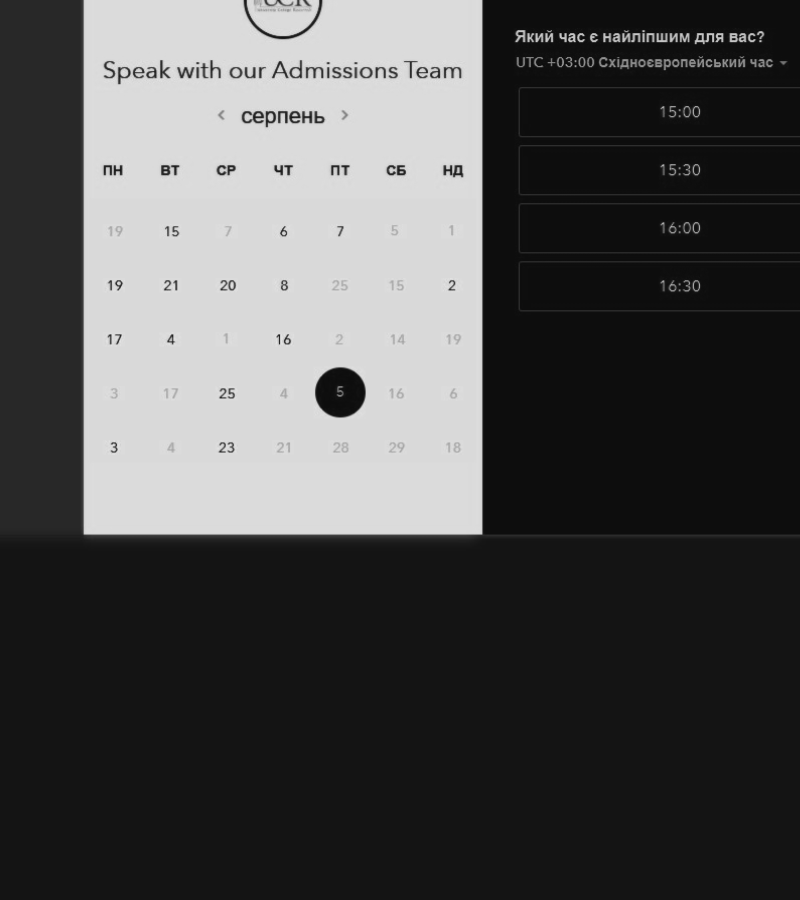 UCR
Speak with our Admissions Team
серпень
ПН ВТ СР ЧТ ПТ СБ НД
19 15 7 6 7 5 1
19 21 20 8 25 15 2
17 4 1 16 2 14 19
3 17 25 4 5 16 6
3 4 23 21 28 29 18
Який час є найліпшим для вас?
UTC +03:00 Східноєвропейський час
15:00
15:30
16:00
16:30